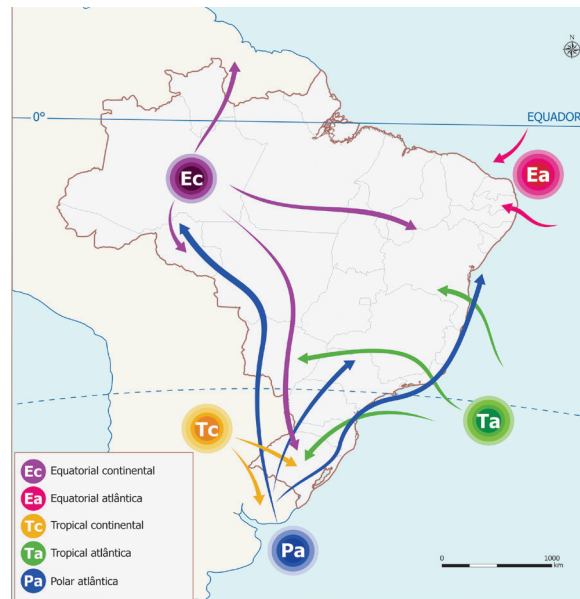 N
0°
EQUADOR
Ec
Ea
Tc
Ta
Pa
Ec Equatorial continental
Ea Equatorial atlântica
Tc Tropical continental
Ta Tropical atlântica
Pa Polar atlântica
0 1000
km